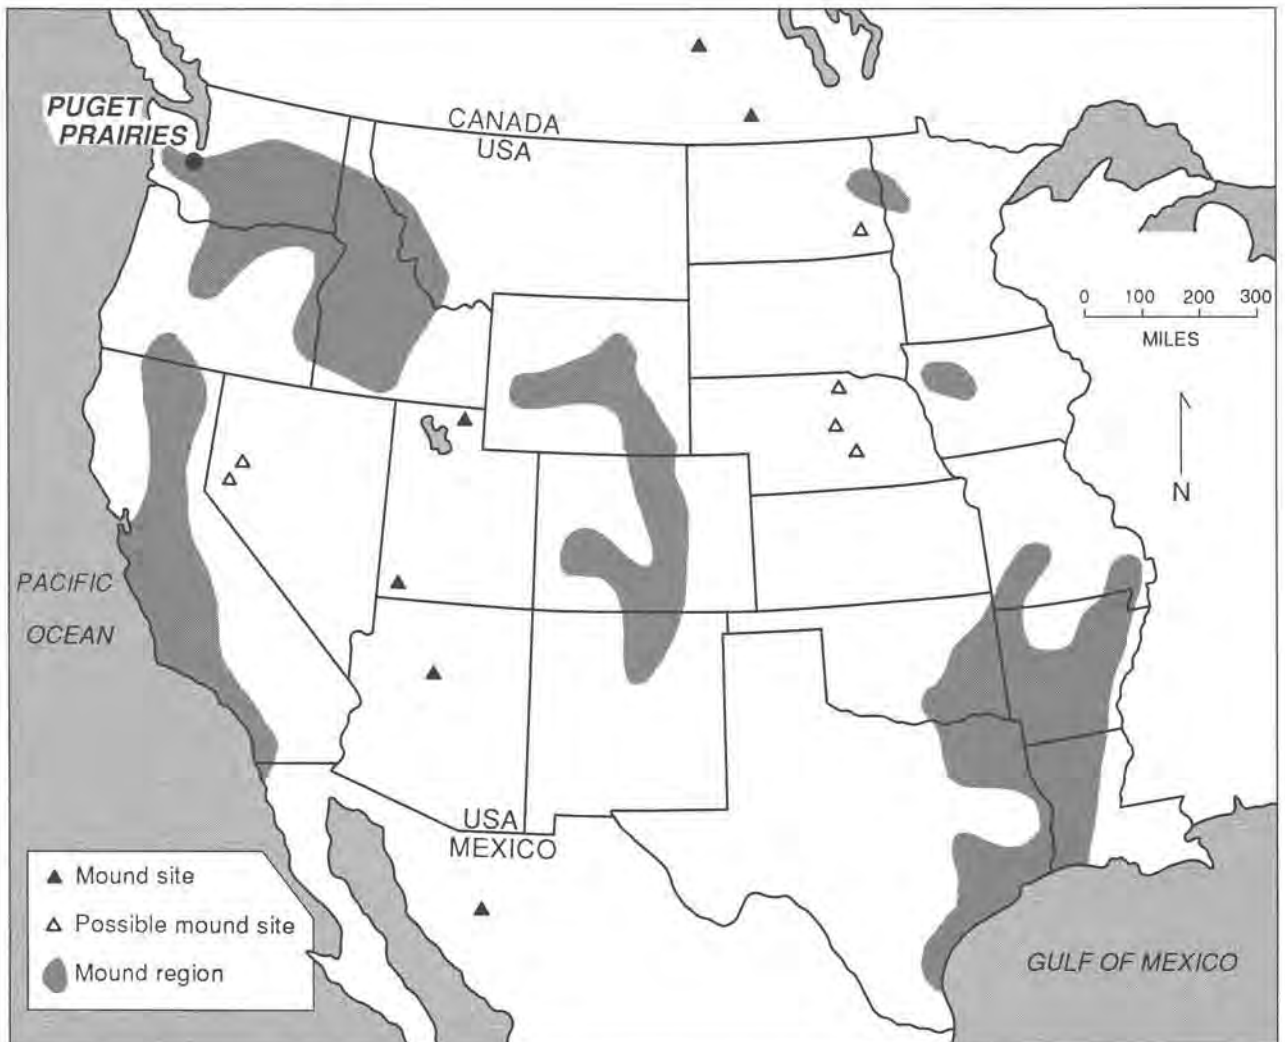 PUGET
PRAIRIES
CANADA
USA
0 100 200 300
MILES
N
PACIFIC
OCEAN
USA
MEXICO
Mound site
Possible mound site
Mound region
GULF OF MEXICO